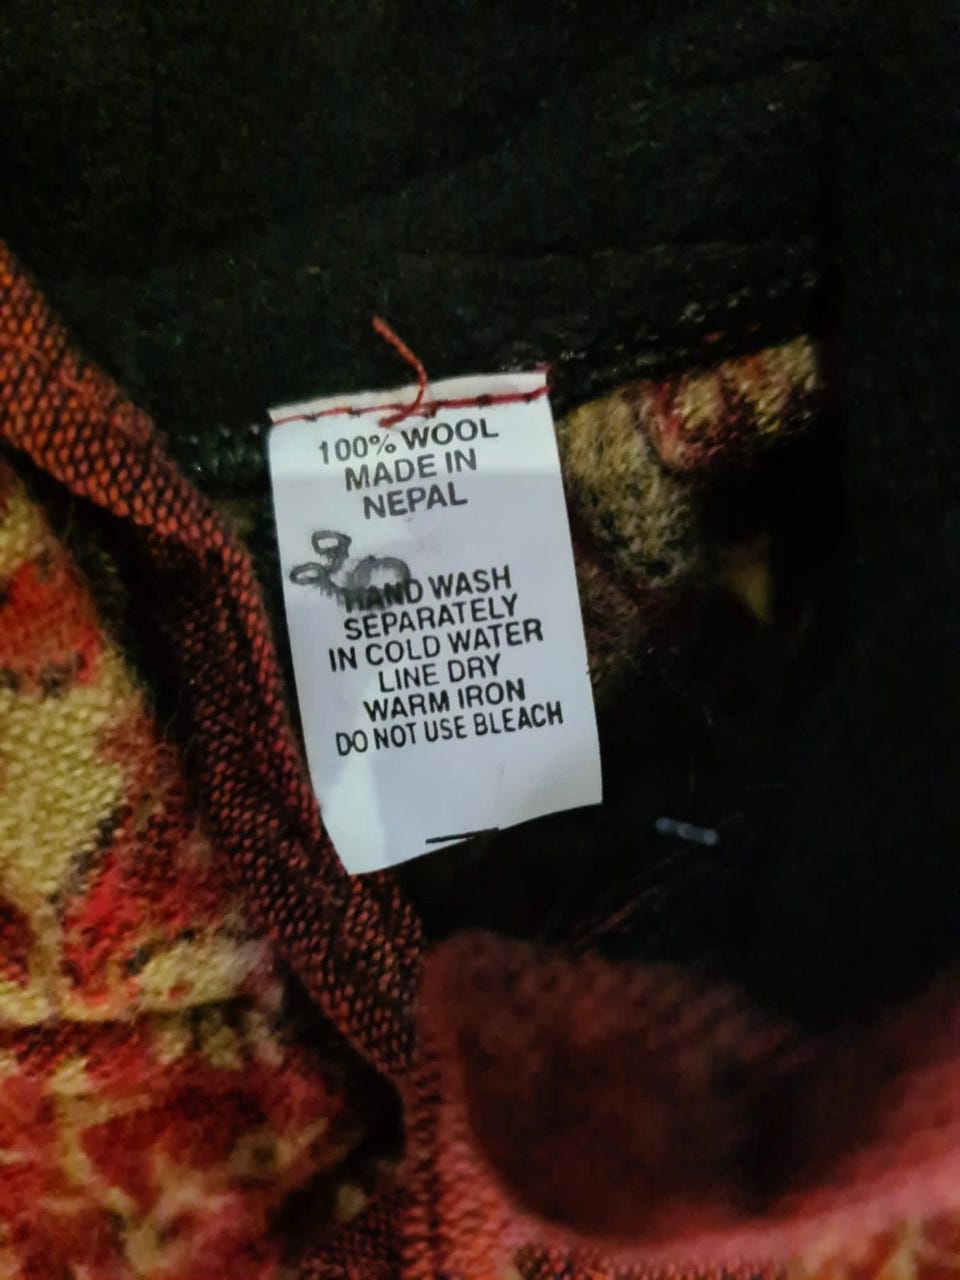 100% WOOL
MADE IN
NEPAL
HAND WASH
SEPARATELY
IN COLD WATER
LINE DRY
WARM IRON
DO NOT USE BLEACH